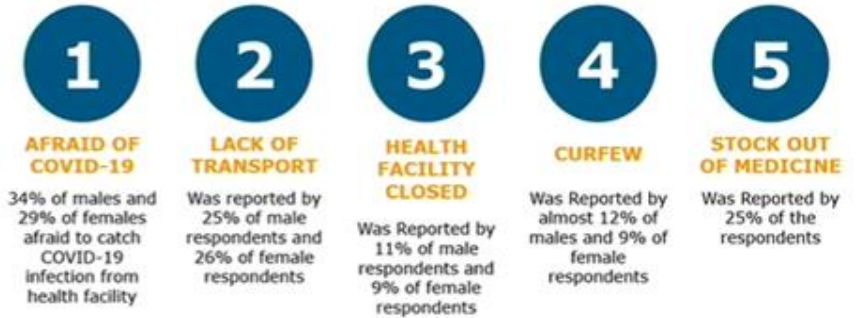 1
AFRAID OF
COVID-19
34% of males and
29% of females
afraid to catch
COVID-19
infection from
health facility
2
LACK OF
TRANSPORT
Was reported by
25% of male
respondents and
26% of female
respondents
3
HEALTH
FACILITY
CLOSED
Was Reported by
11% of male
respondents and
9% of female
respondents
4
CURFEW
Was Reported by
almost 12% of
males and 9% of
female
respondents
5
STOCK OUT
OF MEDICINE
Was Reported by
25% of the
respondents